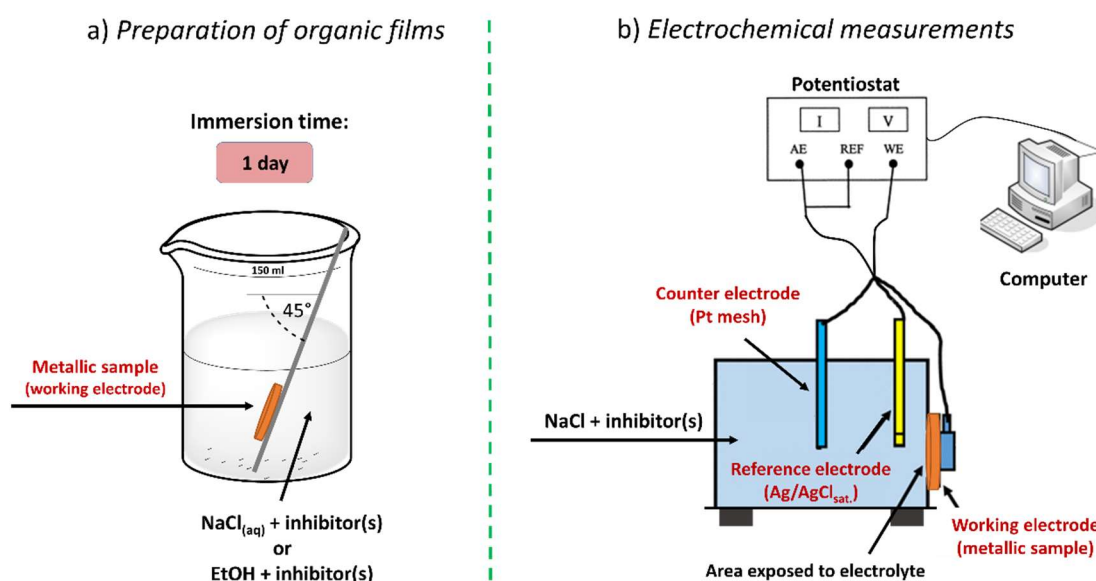 a) Preparation of organic films
Immersion time:
1 day
150 ml
45°
Metallic sample
(working electrode)
NaCl(aq) + inhibitor(s)
or
EtOH + inhibitor(s)
b) Electrochemical measurements
Potentiostat
I V
AE REF WE
Computer
Counter electrode
(Pt mesh)
NaCl + inhibitor(s)
Reference electrode
(Ag/AgClsat.)
Working electrode
(metallic sample)
Area exposed to electrolyte